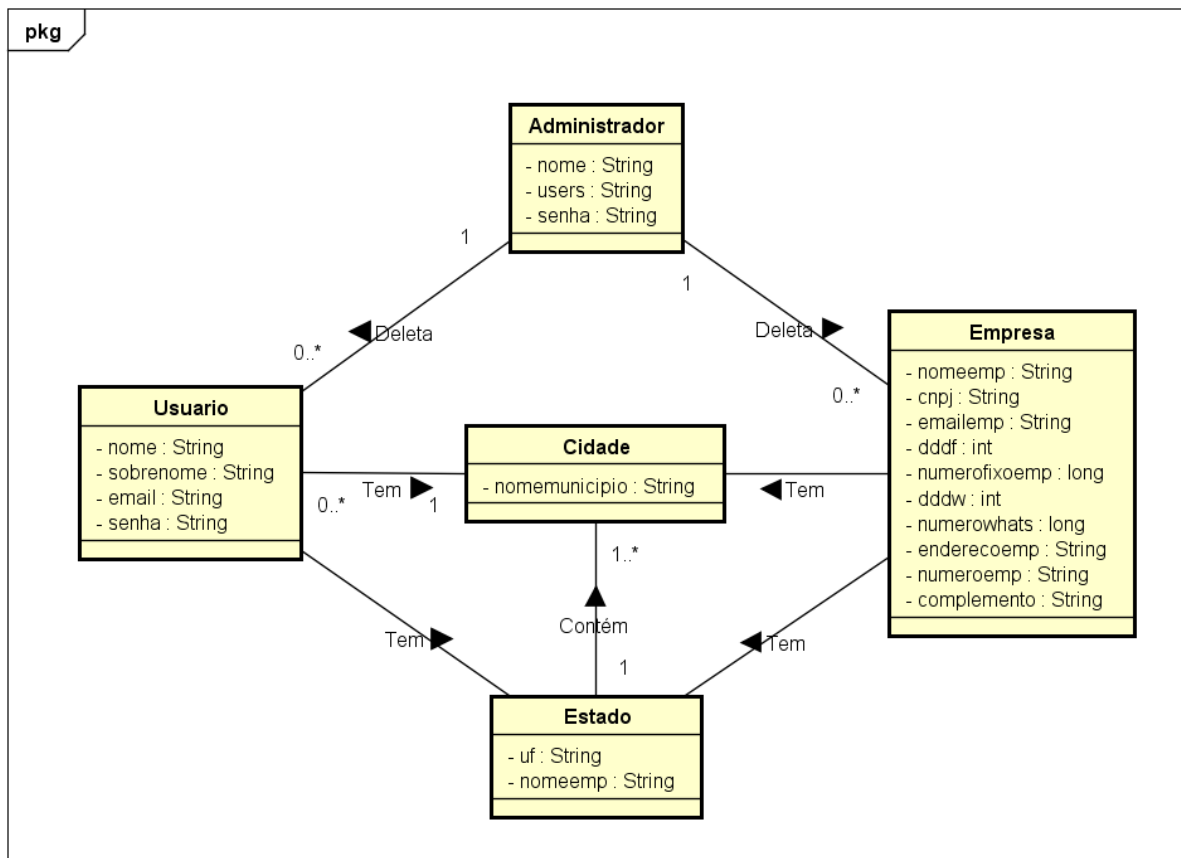 pkg
Administrador
- nome : String
- users : String
- senha : String
1
1
Deleta
Deleta
0..*
0..*
Usuario
- nome : String
- sobrenome : String
- email : String
- senha : String
Cidade
- nomemunicipio : String
Empresa
- nomeemp : String
- cnpj : String
- emailemp : String
- dddf : int
- numerofixoemp : long
- dddw : int
- numerowhats : long
- enderecoemp : String
- numeroemp : String
- complemento : String
Tem
0..*
1
Tem
1..*
Contém
1
Tem
Tem
Estado
- uf : String
- nomeemp : String